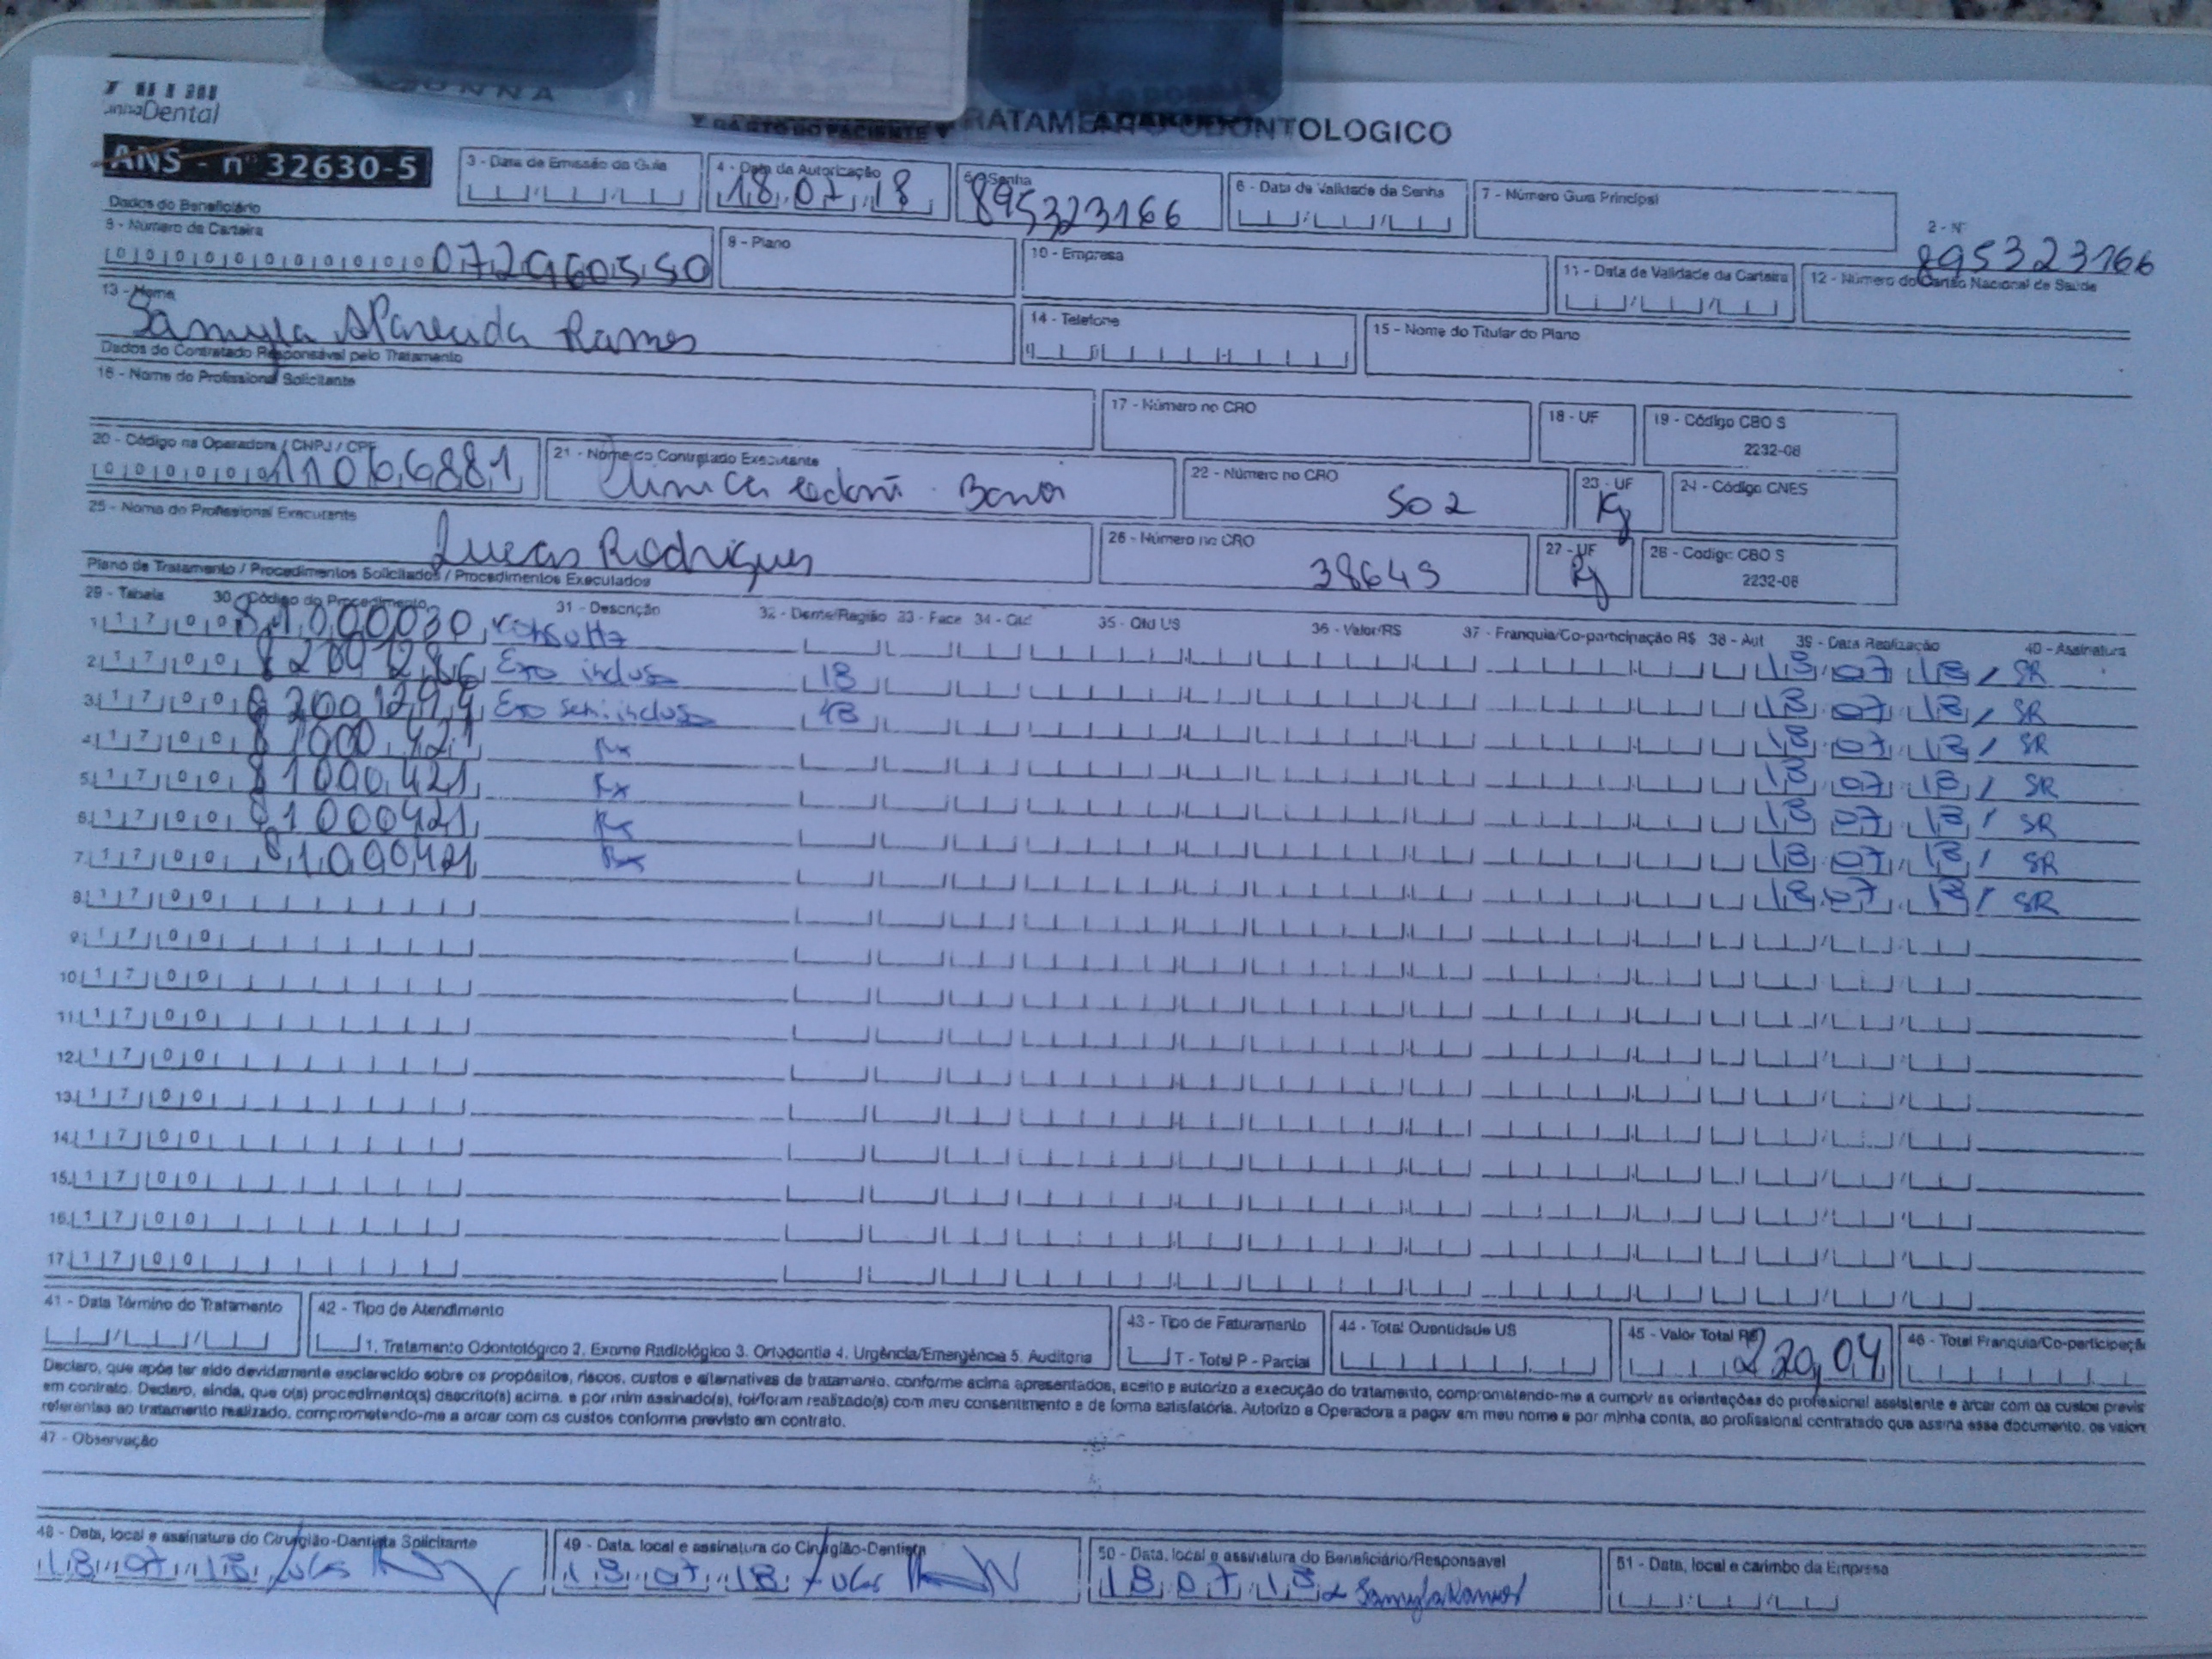 Dental
LADO DO PACIENTE
ODONTOLOGICO
ANS - nº 32630-5
3 - Data de Emissão da Guia
4 - Data da Autorização
18 07 18
5 - Senha
895323166
6 - Data de Validade da Senha
7 - Número Guia Principal
2 - Nº
895323166
Dados do Beneficiário
8 - Número da Carteira
00000000000072960550
9 - Plano
10 - Empresa
11 - Data de Validade da Carteira
12 - Número do Cartão Nacional de Saúde
13 - Nome
Samyla Aparecida Ramos
14 - Telefone
15 - Nome do Titular do Plano
Dados do Contratado Responsável pelo Tratamento
16 - Nome do Profissional Solicitante
17 - Número no CRO
18 - UF
19 - Código CBO S
2232-08
20 - Código na Operadora / CNPJ / CPF
11066881
21 - Nome do Contratado Executante
22 - Número no CRO
502
23 - UF
RJ
24 - Código CNES
25 - Nome do Profissional Executante
Lucas Rodrigues
26 - Número no CRO
38649
27 - UF
RJ
28 - Código CBO S
2232-08
Plano de Tratamento / Procedimentos Solicitados / Procedimentos Executados
29 - Tabela 30 - Código do Procedimento 31 - Descrição 32 - Dente/Região 33 - Face 34 - Qtd 35 - Qtd US 36 - Valor/R$ 37 - Franquia/Co-participação R$ 38 - Aut 39 - Data Realização 40 - Assinatura
1. 17 00 81000030 consulta 18 07 18 / SR
2. 17 00 82001286 Exo inclusa 18 18 07 18 / SR
3. 17 00 82001294 Exo semi inclusa 48 18 07 18 / SR
4. 17 00 81000421 Rx 18 07 18 / SR
5. 17 00 81000421 Rx 18 07 18 / SR
6. 17 00 81000421 Rx 18 07 18 / SR
7. 17 00 81000421 Rx 18 07 18 / SR
8. 17 00
9. 17 00
10. 17 00
11. 17 00
12. 17 00
13. 17 00
14. 17 00
15. 17 00
16. 17 00
17. 17 00
41 - Data Término do Tratamento
42 - Tipo de Atendimento
1. Tratamento Odontológico 2. Exame Radiológico 3. Ortodontia 4. Urgência/Emergência 5. Auditoria
43 - Tipo de Faturamento
T - Total P - Parcial
44 - Total Quantidade US
45 - Valor Total R$
220,04
46 - Total Franquia/Co-participação
Declaro, que após ter sido devidamente esclarecido sobre os propósitos, riscos, custos e alternativas de tratamento, conforme acima apresentados, aceito e autorizo a execução do tratamento, comprometendo-me a cumprir as orientações do profissional assistente e arcar com os custos previs
em contrato. Declaro, ainda, que o(s) procedimento(s) descrito(s) acima, e por mim assinado(s), foi/foram realizado(s) com meu consentimento e de forma satisfatória. Autorizo a Operadora a pagar em meu nome e por minha conta, ao profissional contratado que assina esse documento, os valor
referentes ao tratamento realizado, comprometendo-me a arcar com os custos conforme previsto em contrato.
47 - Observação
48 - Data, local e assinatura do Cirurgião-Dentista Solicitante
18 07 18
49 - Data, local e assinatura do Cirurgião-Dentista
18 07 18
50 - Data, local e assinatura do Beneficiário/Responsável
18 07 18 Samyla Ramos
51 - Data, local e carimbo da Empresa